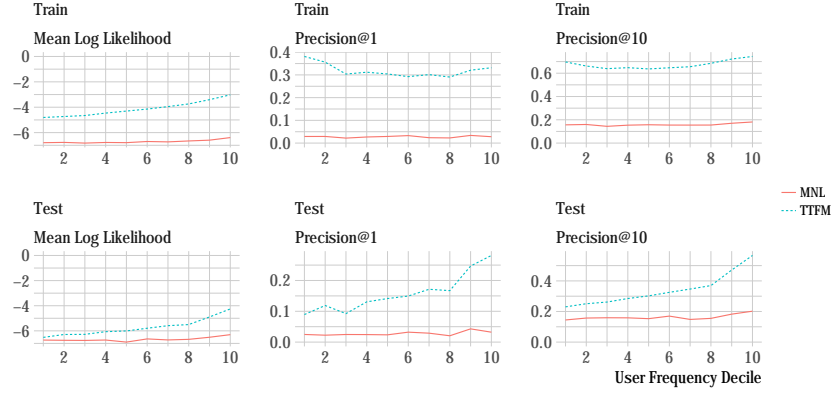 Train
Mean Log Likelihood
0
−2
−4
−6
2 4 6 8 10
Train
Precision@1
0.4
0.3
0.2
0.1
0.0
2 4 6 8 10
Train
Precision@10
0.6
0.4
0.2
0.0
2 4 6 8 10
Test
Mean Log Likelihood
0
−2
−4
−6
2 4 6 8 10
Test
Precision@1
0.2
0.1
0.0
2 4 6 8 10
Test
Precision@10
0.4
0.2
0.0
2 4 6 8 10
User Frequency Decile
MNL
TTFM